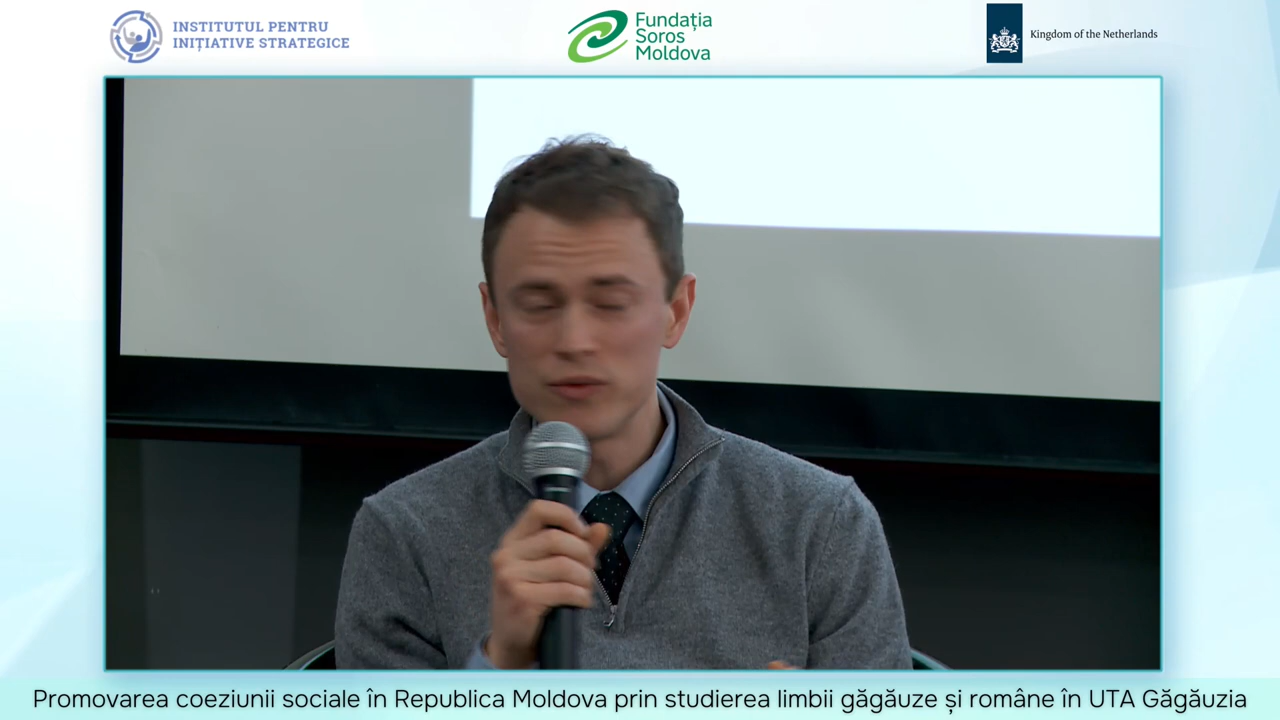 INSTITUTUL PENTRU
INIȚIATIVE STRATEGICE
Fundația
Soros
Moldova
Kingdom of the Netherlands
Promovarea coeziunii sociale în Republica Moldova prin studierea limbii găgăuze și române în UTA Găgăuzia